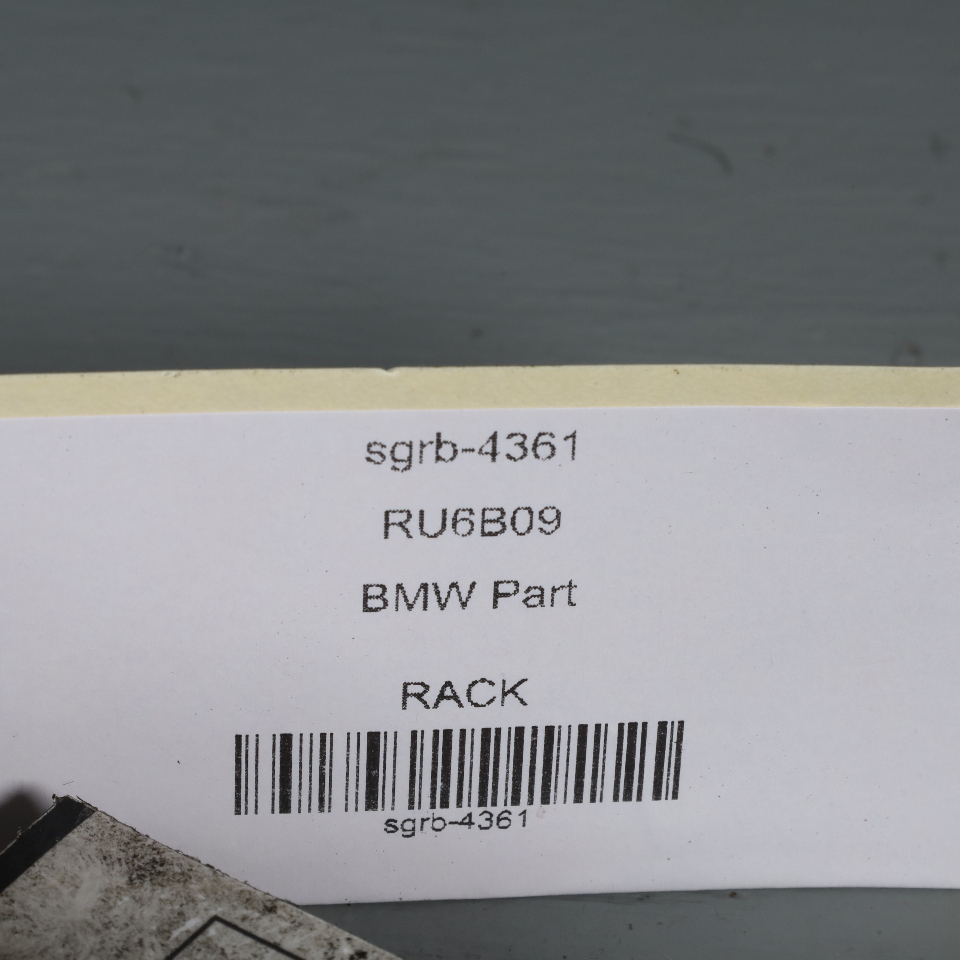 sgrb-4361
RU6B09
BMW Part
RACK
sgrb-4361